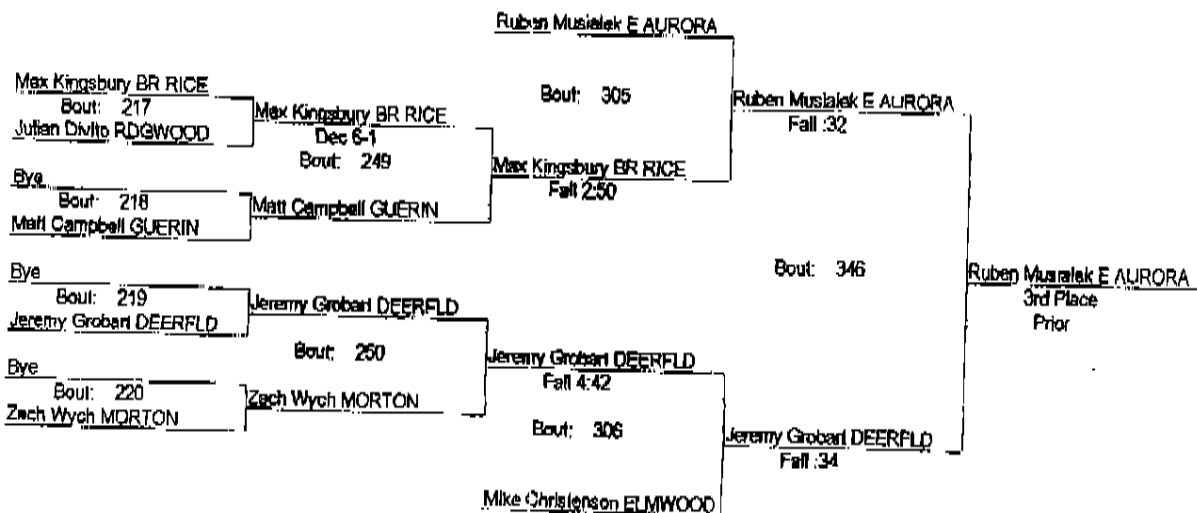 Ruben Musialek E AURORA
Max Kingsbury BR RICE
Bout: 217
Julian Divito RDGWOOD
Max Kingsbury BR RICE
Dec 6-1
Bout: 249
Bout: 305
Ruben Musialek E AURORA
Fall :32
Max Kingsbury BR RICE
Fall 2:50
Bye
Bout: 218
Matt Campbell GUERIN
Matt Campbell GUERIN
Bye
Bout: 219
Jeremy Grobart DEERFLD
Jeremy Grobart DEERFLD
Bout: 250
Bout: 346
Ruben Musialek E AURORA
3rd Place
Prior
Jeremy Grobart DEERFLD
Fall 4:42
Bye
Bout: 220
Zach Wych MORTON
Zach Wych MORTON
Bout: 306
Jeremy Grobart DEERFLD
Fall :34
Mike Christenson ELMWOOD